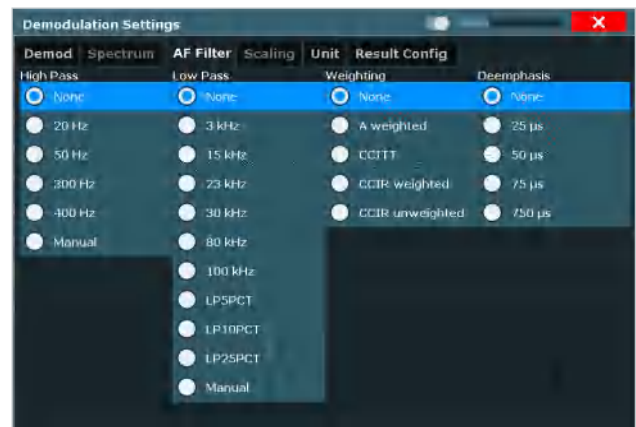 Demodulation Settings
Demod Spectrum AF Filter Scaling Unit Result Config
High Pass Low Pass Weighting Deemphasis
None None None None
20 Hz 3 kHz A weighted 25 µs
50 Hz 15 kHz CCITT 50 µs
300 Hz 23 kHz CCIR weighted 75 µs
400 Hz 30 kHz CCIR unweighted 750 µs
Manual 80 kHz
100 kHz
LP5PCT
LP10PCT
LP25PCT
Manual